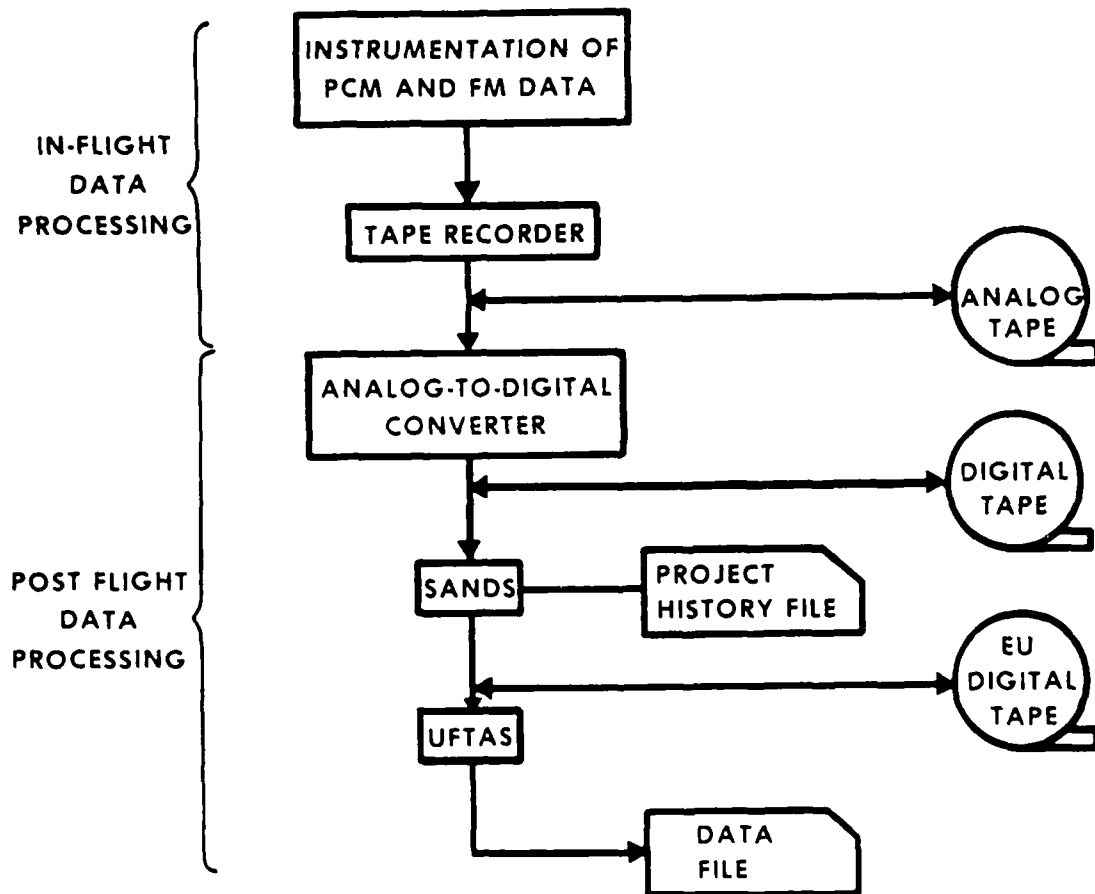 INSTRUMENTATION OF
PCM AND FM DATA
IN-FLIGHT
DATA
PROCESSING
TAPE RECORDER
ANALOG
TAPE
ANALOG-TO-DIGITAL
CONVERTER
DIGITAL
TAPE
POST FLIGHT
DATA
PROCESSING
SANDS
PROJECT
HISTORY FILE
EU
DIGITAL
TAPE
UFTAS
DATA
FILE